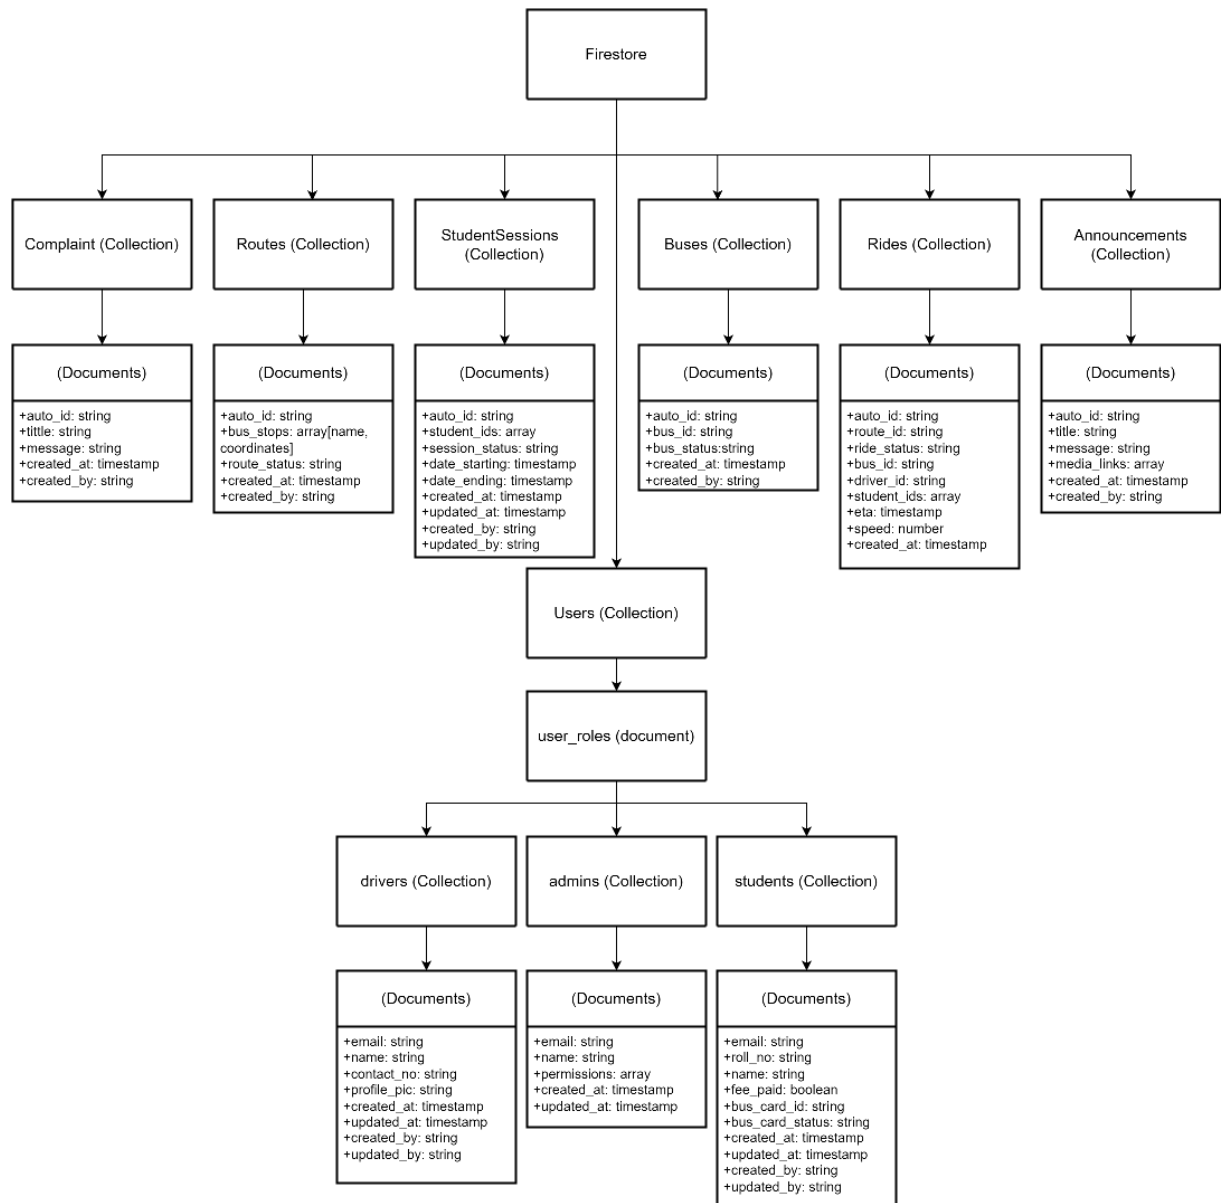 Firestore
Complaint (Collection)
Routes (Collection)
StudentSessions
(Collection)
Buses (Collection)
Rides (Collection)
Announcements
(Collection)
(Documents)
+auto_id: string
+tittle: string
+message: string
+created_at: timestamp
+created_by: string
(Documents)
+auto_id: string
+bus_stops: array[name,
coordinates]
+route_status: string
+created_at: timestamp
+created_by: string
(Documents)
+auto_id: string
+student_ids: array
+session_status: string
+date_starting: timestamp
+date_ending: timestamp
+created_at: timestamp
+updated_at: timestamp
+created_by: string
+updated_by: string
(Documents)
+auto_id: string
+bus_id: string
+bus_status:string
+created_at: timestamp
+created_by: string
(Documents)
+auto_id: string
+route_id: string
+ride_status: string
+bus_id: string
+driver_id: string
+student_ids: array
+eta: timestamp
+speed: number
+created_at: timestamp
(Documents)
+auto_id: string
+title: string
+message: string
+media_links: array
+created_at: timestamp
+created_by: string
Users (Collection)
user_roles (document)
drivers (Collection)
admins (Collection)
students (Collection)
(Documents)
+email: string
+name: string
+contact_no: string
+profile_pic: string
+created_at: timestamp
+updated_at: timestamp
+created_by: string
+updated_by: string
(Documents)
+email: string
+name: string
+permissions: array
+created_at: timestamp
+updated_at: timestamp
(Documents)
+email: string
+roll_no: string
+name: string
+fee_paid: boolean
+bus_card_id: string
+bus_card_status: string
+created_at: timestamp
+updated_at: timestamp
+created_by: string
+updated_by: string